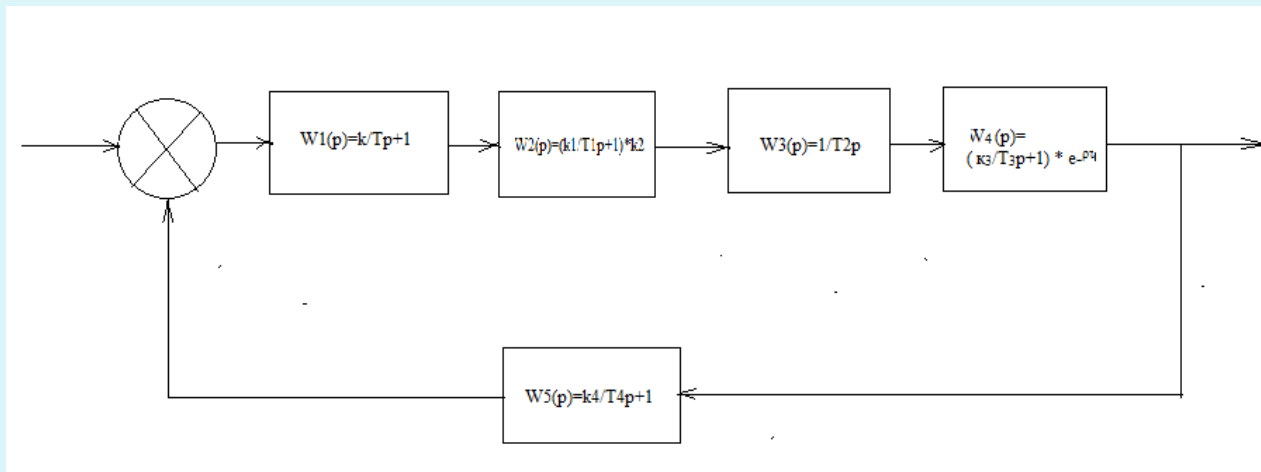 W1(p)=k/Tp+1
W2(p)=(k1/T1p+1)*k2
W3(p)=1/T2p
W4 (p)=
( к3/T3p+1) * e-ρτ
W5(p)=k4/T4p+1